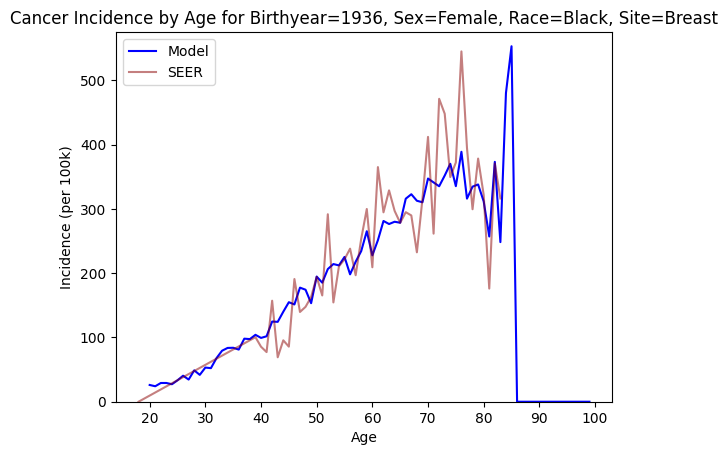 Cancer Incidence by Age for Birthyear=1936, Sex=Female, Race=Black, Site=Breast
Model
SEER
500
400
300
200
100
0
Incidence (per 100k)
20 30 40 50 60 70 80 90 100
Age